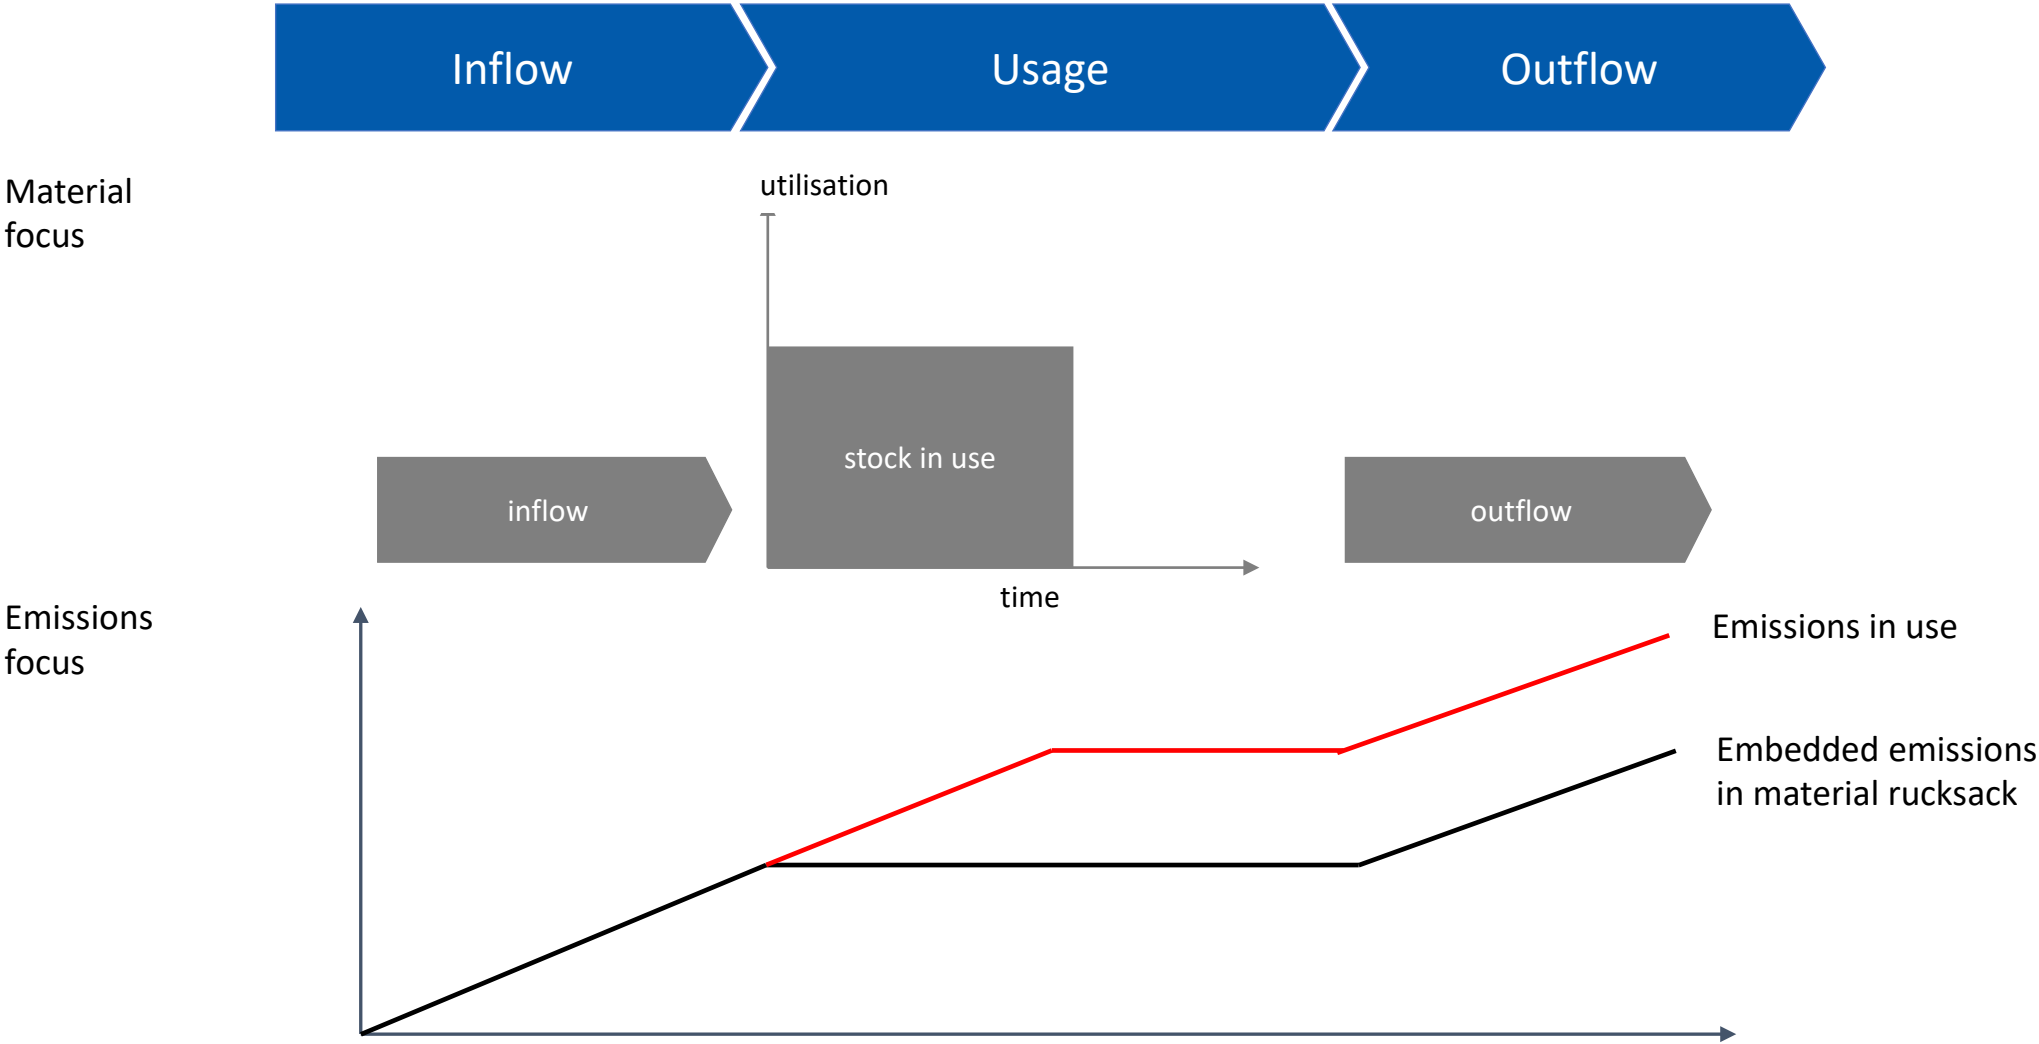 Inflow
Usage
Outflow
Material
focus
utilisation
stock in use
inflow
outflow
time
Emissions
focus
Emissions in use
Embedded emissions
in material rucksack